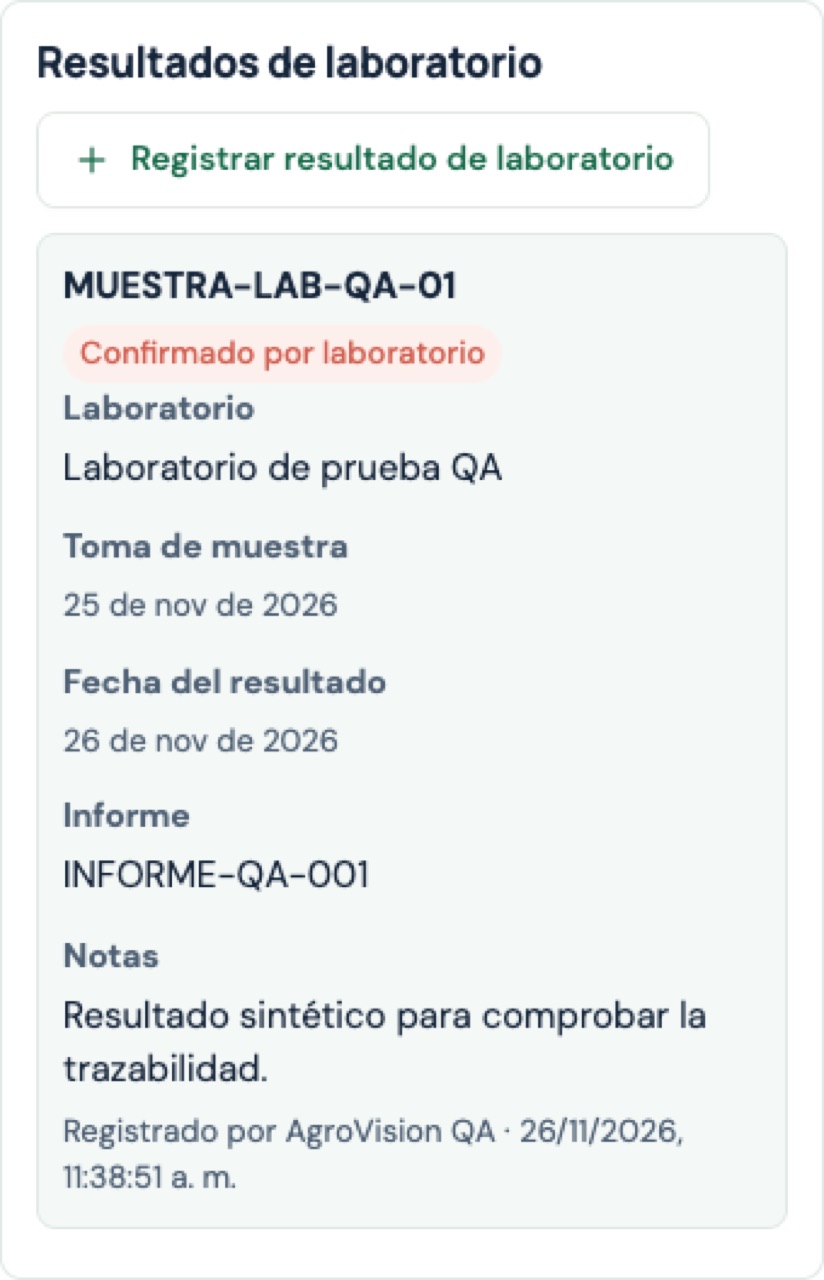 Resultados de laboratorio
+ Registrar resultado de laboratorio
MUESTRA-LAB-QA-01
Confirmado por laboratorio
Laboratorio
Laboratorio de prueba QA
Toma de muestra
25 de nov de 2026
Fecha del resultado
26 de nov de 2026
Informe
INFORME-QA-001
Notas
Resultado sintético para comprobar la
trazabilidad.
Registrado por AgroVision QA · 26/11/2026,
11:38:51 a. m.